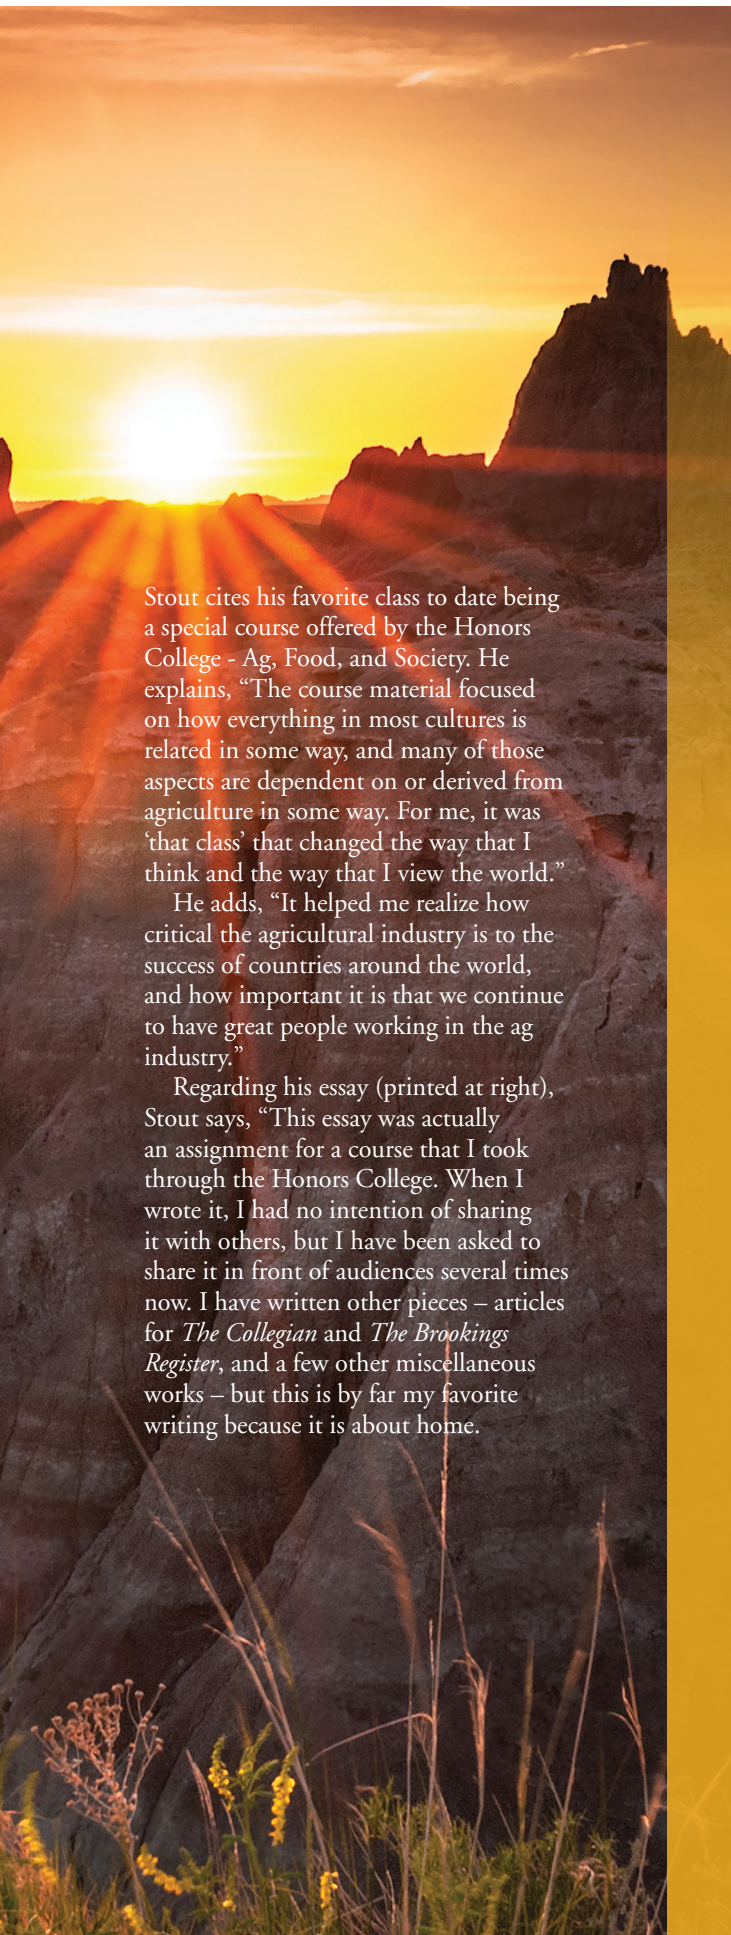 Stout cites his favorite class to date being
a special course offered by the Honors
College - Ag, Food, and Society. He
explains, “The course material focused
on how everything in most cultures is
related in some way, and many of those
aspects are dependent on or derived from
agriculture in some way. For me, it was
‘that class’ that changed the way that I
think and the way that I view the world.”
He adds, “It helped me realize how
critical the agricultural industry is to the
success of countries around the world,
and how important it is that we continue
to have great people working in the ag
industry.”
Regarding his essay (printed at right),
Stout says, “This essay was actually
an assignment for a course that I took
through the Honors College. When I
wrote it, I had no intention of sharing
it with others, but I have been asked to
share it in front of audiences several times
now. I have written other pieces – articles
for The Collegian and The Brookings
Register, and a few other miscellaneous
works – but this is by far my favorite
writing because it is about home.